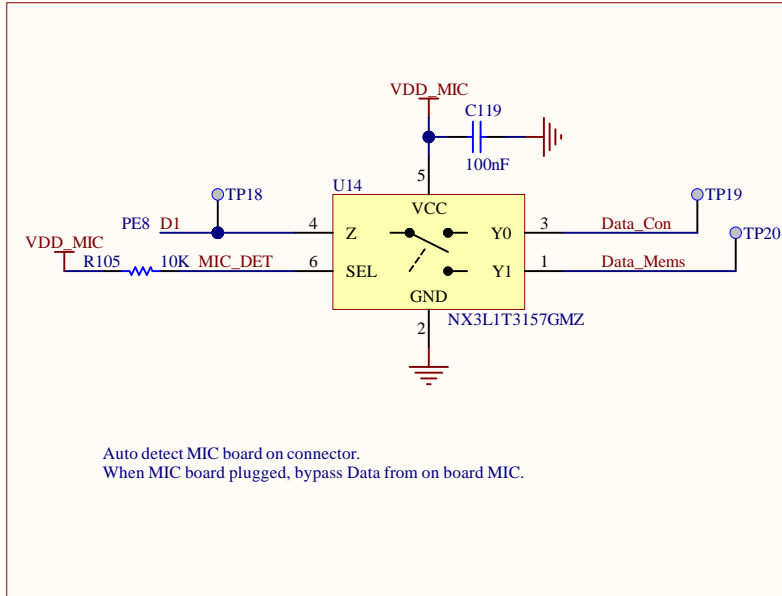 VDD_MIC
C119
100nF
5
U14
TP18
TP19
VCC
PE8 D1
4
Z
Y0
3
Data_Con
TP20
VDD_MIC
R105
10K
MIC_DET
6
SEL
Y1
1
Data_Mems
GND
2
NX3L1T3157GMZ
Auto detect MIC board on connector.
When MIC board plugged, bypass Data from on board MIC.